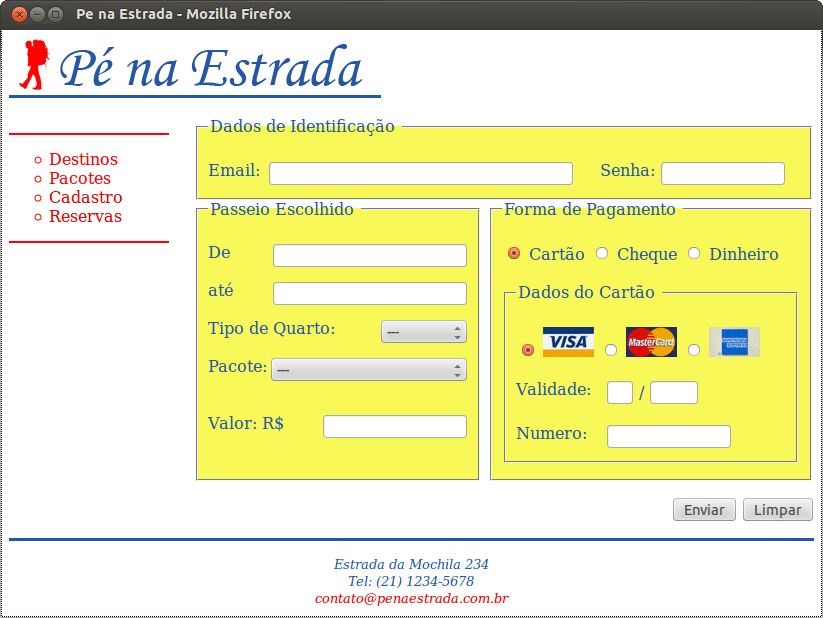 Pe na Estrada - Mozilla Firefox
Pé na Estrada
Destinos
Pacotes
Cadastro
Reservas
Dados de Identificação
Email:
Senha:
Passeio Escolhido
De
até
Tipo de Quarto:
---
Pacote:
---
Valor: R$
Forma de Pagamento
Cartão
Cheque
Dinheiro
Dados do Cartão
VISA
MasterCard
AMERICAN EXPRESS
Validade:
/
Numero:
Enviar
Limpar
Estrada da Mochila 234
Tel: (21) 1234-5678
contato@penaestrada.com.br